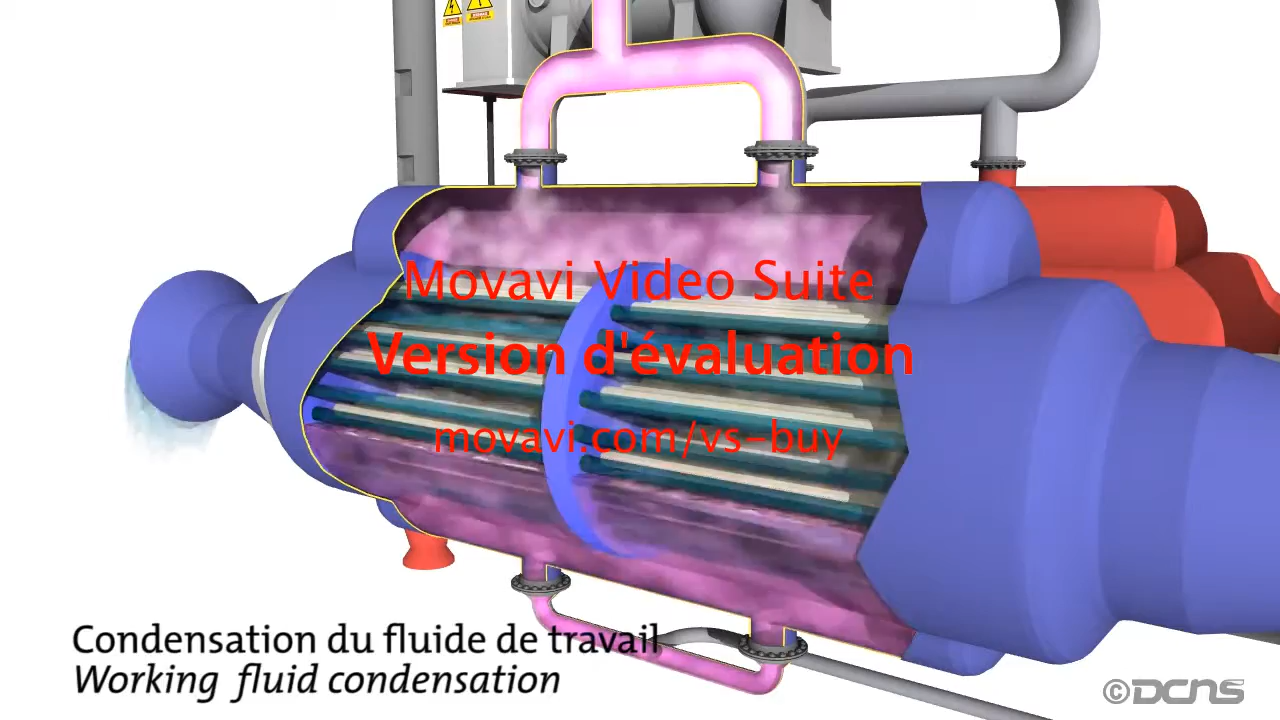 Movavi Video Suite
Version d'évaluation
movavi.com/vs-buy
Condensation du fluide de travail
Working fluid condensation
©DCNS